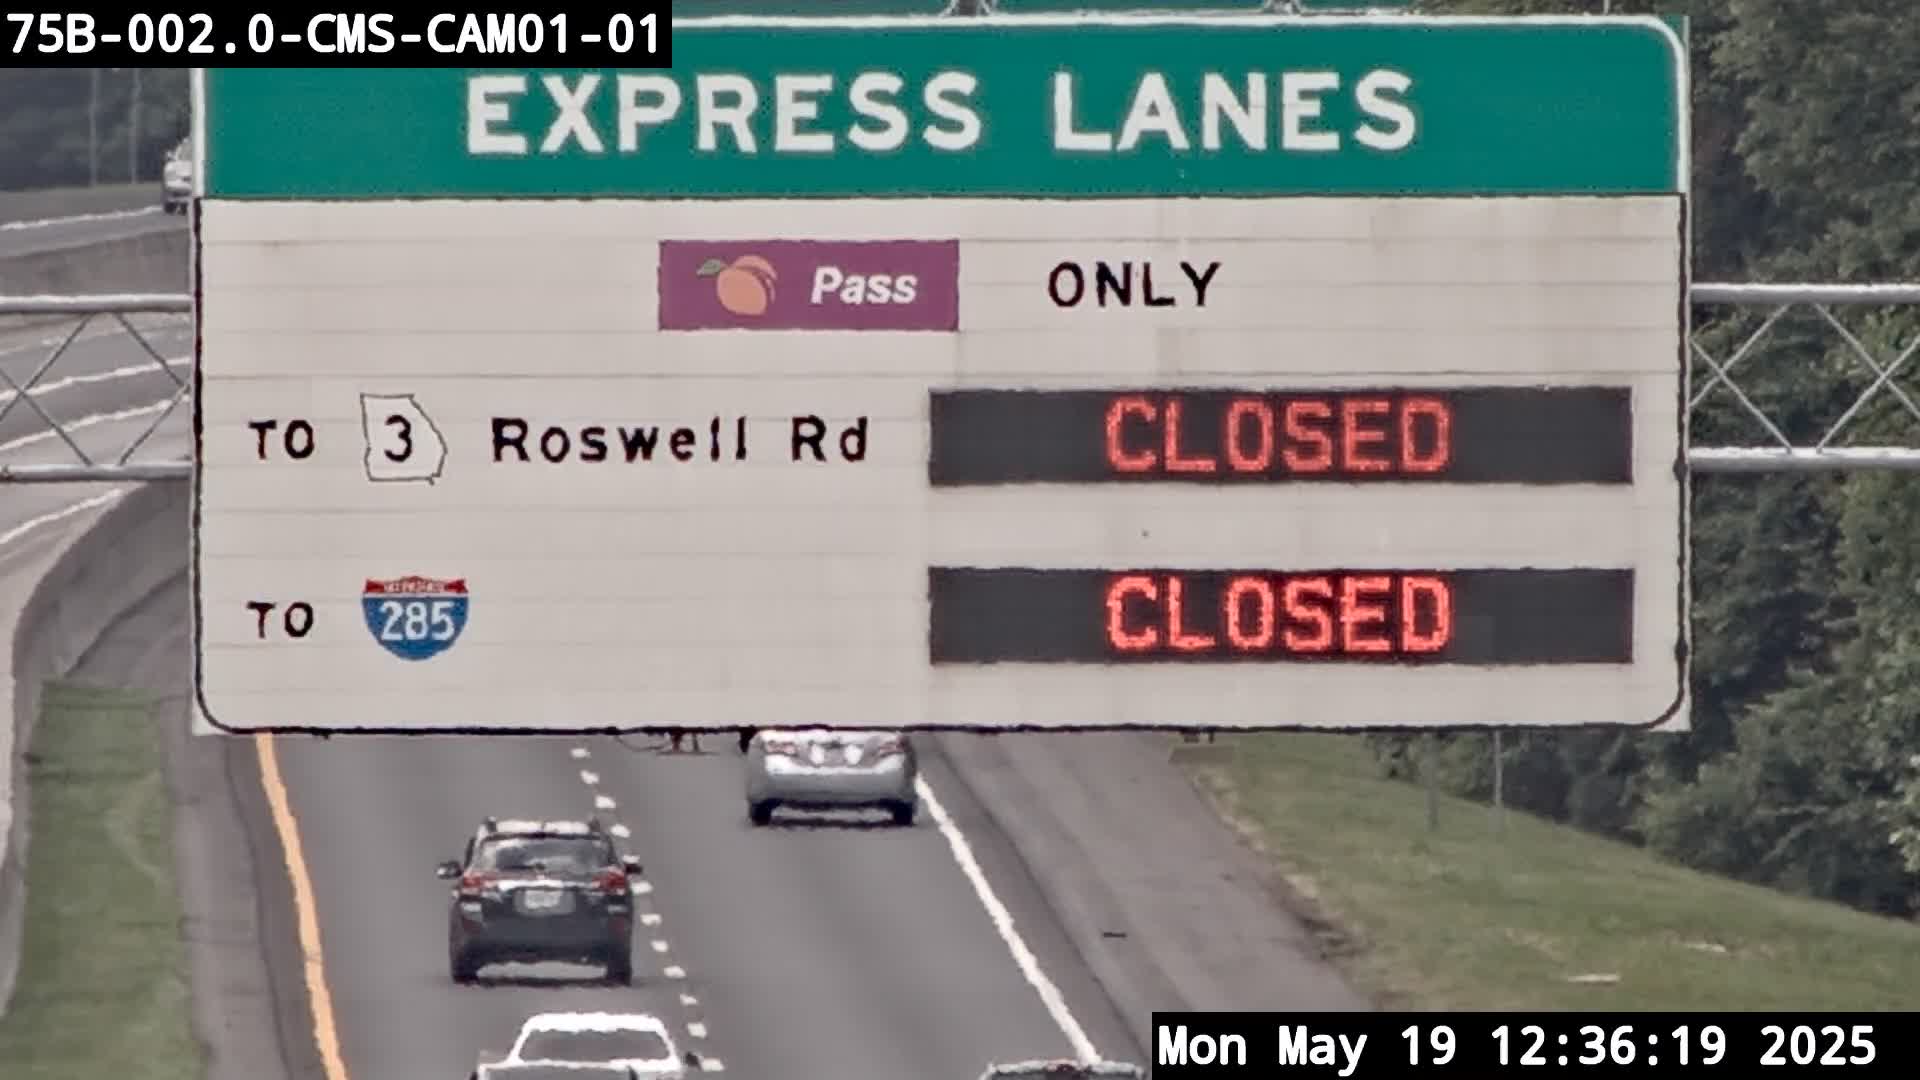 75B-002.0-CMS-CAM01-01
EXPRESS LANES
Pass ONLY
TO 3 Roswell Rd CLOSED
INTERSTATE
TO 285 CLOSED
Mon May 19 12:36:19 2025